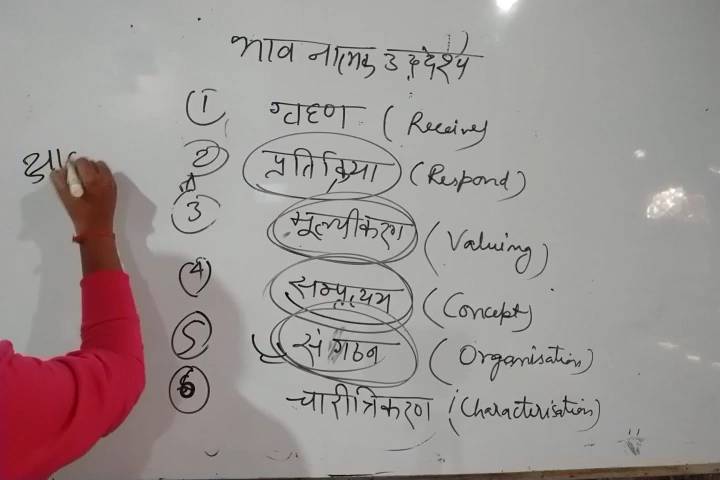 भाव नात्मक उद्देश्य
① ग्वहण (Receive)
② प्रतिक्रिया (Respond)
③ मूल्यीकरण (Valuing)
④ सम्प्रत्यय (Concept)
⑤ संगठन (Organisation)
⑥ चारीत्रिकरण (Characterisation)